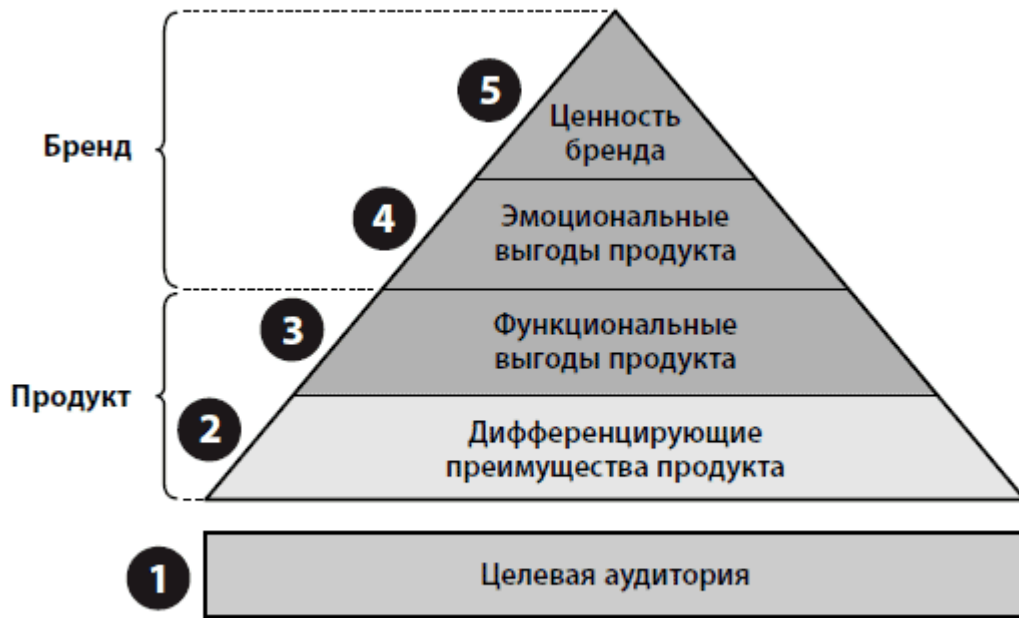 5
Ценность
бренда
Бренд
4
Эмоциональные
выгоды продукта
3
Функциональные
выгоды продукта
Продукт
2
Дифференцирующие
преимущества продукта
1
Целевая аудитория